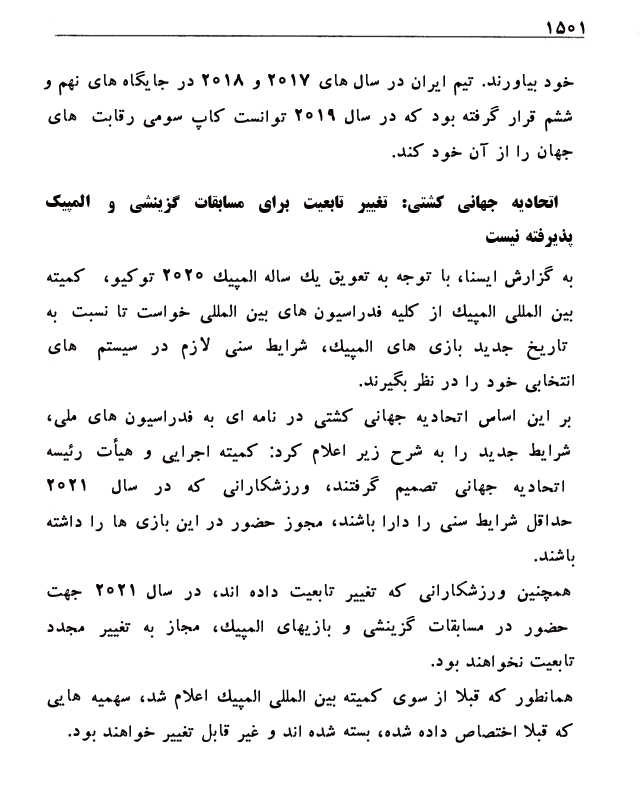 ۱۵۰۱
خود بیاورند. تیم ایران در سال های ۲۰۱۷ و ۲۰۱۸ در جایگاه های نهم و
ششم قرار گرفته بود که در سال ۲۰۱۹ توانست کاپ سومی رقابت های
جهان را از آن خود کند.
اتحادیه جهانی کشتی: تغییر تابعیت برای مسابقات گزینشی و المپیک
پذیرفته نیست
به گزارش ایسنا، با توجه به تعویق یك ساله المپیك ۲۰۲۰ توکیو، کمیته
بین المللی المپیك از کلیه فدراسیون های بین المللی خواست تا نسبت به
تاریخ جدید بازی های المپیك، شرایط سنی لازم در سیستم های
انتخابی خود را در نظر بگیرند.
بر این اساس اتحادیه جهانی کشتی در نامه ای به فدراسیون های ملی،
شرایط جدید را به شرح زیر اعلام کرد: کمیته اجرایی و هیأت رئیسه
اتحادیه جهانی تصمیم گرفتند، ورزشکارانی که در سال ۲۰۲۱
حداقل شرایط سنی را دارا باشند، مجوز حضور در این بازی ها را داشته
باشند.
همچنین ورزشکارانی که تغییر تابعیت داده اند، در سال ۲۰۲۱ جهت
حضور در مسابقات گزینشی و بازیهای المپیك، مجاز به تغییر مجدد
تابعیت نخواهند بود.
همانطور که قبلا از سوی کمیته بین المللی المپیك اعلام شد، سهمیه هایی
که قبلا اختصاص داده شده، بسته شده اند و غیر قابل تغییر خواهند بود.